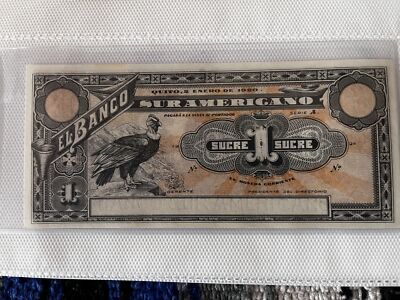 QUITO, 2 ENERO DE 1920.
EL BANCO
SURAMERICANO
PAGARÁ A LA VISTA AL PORTADOR
SERIE A.
SUCRE 1 SUCRE
Nº
Nº
EN MONEDA CORRIENTE
1
GERENTE
PRESIDENTE DEL DIRECTORIO